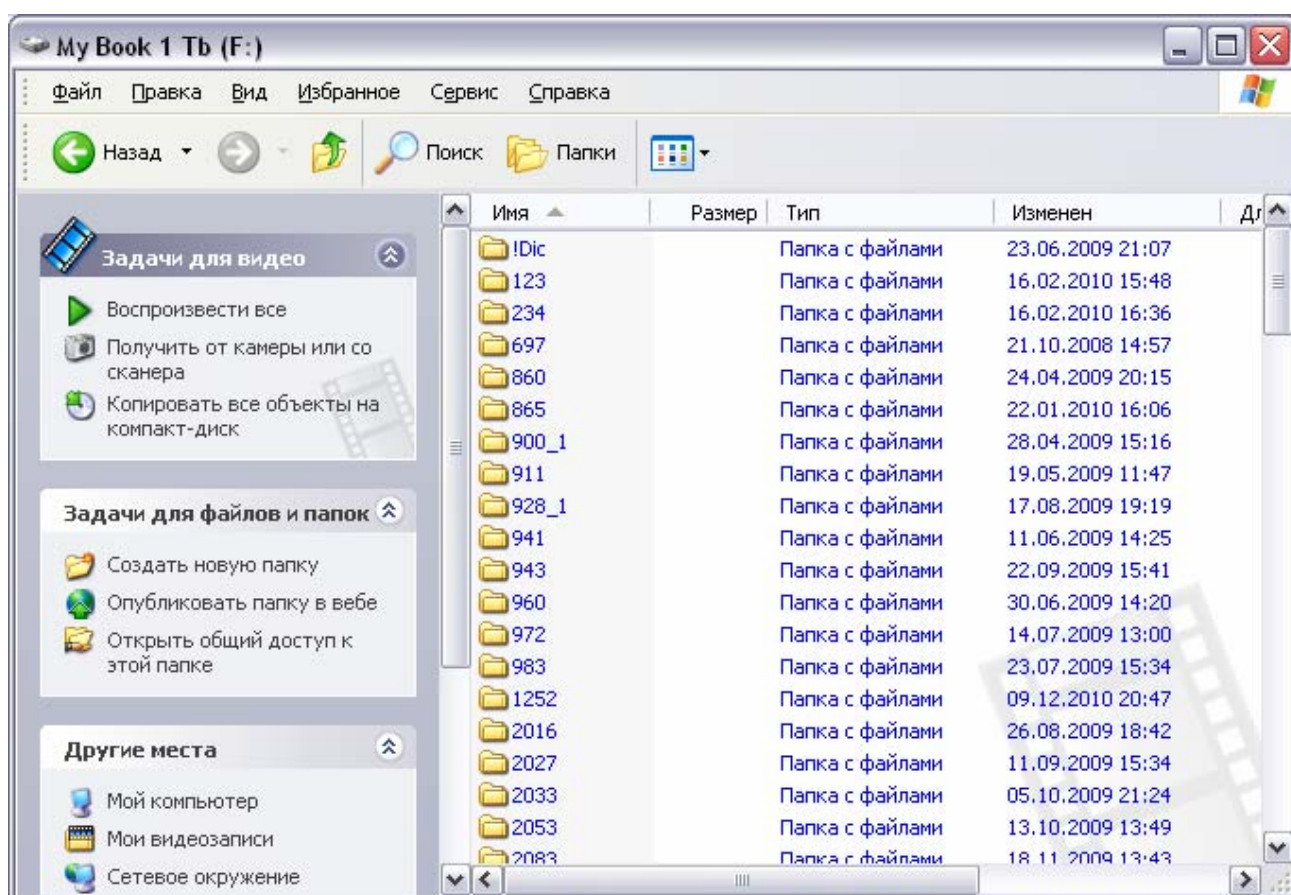 My Book 1 Tb (F:)
Файл Правка Вид Избранное Сервис Справка
Назад Поиск Папки
Задачи для видео
Воспроизвести все
Получить от камеры или со
сканера
Копировать все объекты на
компакт-диск
Задачи для файлов и папок
Создать новую папку
Опубликовать папку в вебе
Открыть общий доступ к
этой папке
Другие места
Мой компьютер
Мои видеозаписи
Сетевое окружение
Имя Размер Тип Изменен
!Dic Папка с файлами 23.06.2009 21:07
123 Папка с файлами 16.02.2010 15:48
234 Папка с файлами 16.02.2010 16:36
697 Папка с файлами 21.10.2008 14:57
860 Папка с файлами 24.04.2009 20:15
865 Папка с файлами 22.01.2010 16:06
900_1 Папка с файлами 28.04.2009 15:16
911 Папка с файлами 19.05.2009 11:47
928_1 Папка с файлами 17.08.2009 19:19
941 Папка с файлами 11.06.2009 14:25
943 Папка с файлами 22.09.2009 15:41
960 Папка с файлами 30.06.2009 14:20
972 Папка с файлами 14.07.2009 13:00
983 Папка с файлами 23.07.2009 15:34
1252 Папка с файлами 09.12.2010 20:47
2016 Папка с файлами 26.08.2009 18:42
2027 Папка с файлами 11.09.2009 15:34
2033 Папка с файлами 05.10.2009 21:24
2053 Папка с файлами 13.10.2009 13:49
2083 Папка с файлами 18.11.2009 13:43